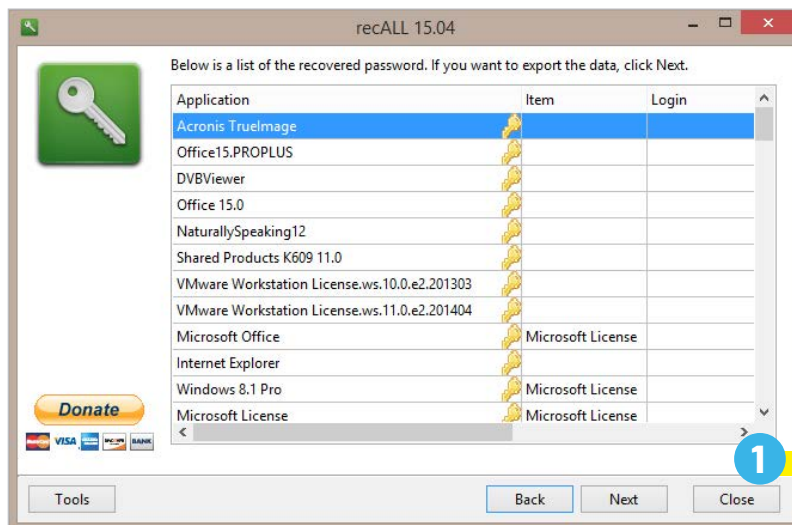 recALL 15.04
Below is a list of the recovered password. If you want to export the data, click Next.
Application Item Login
Acronis TrueImage
Office15.PROPLUS
DVBViewer
Office 15.0
NaturallySpeaking12
Shared Products K609 11.0
VMware Workstation License.ws.10.0.e2.201303
VMware Workstation License.ws.11.0.e2.201404
Microsoft Office Microsoft License
Internet Explorer
Windows 8.1 Pro Microsoft License
Microsoft License Microsoft License
Donate
VISA BANK
1
Tools Back Next Close